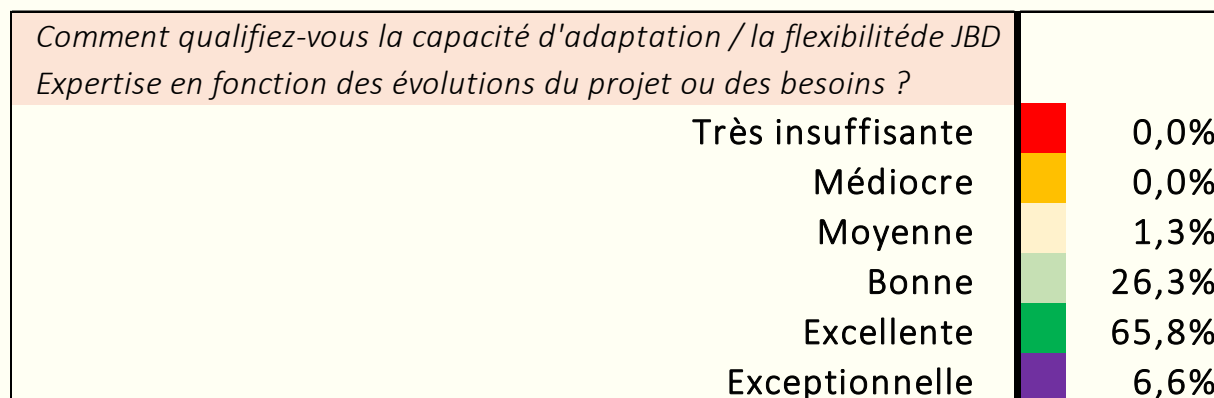 Comment qualifiez-vous la capacité d'adaptation / la flexibilitéde JBD
Expertise en fonction des évolutions du projet ou des besoins ?
Très insuffisante 0,0%
Médiocre 0,0%
Moyenne 1,3%
Bonne 26,3%
Excellente 65,8%
Exceptionnelle 6,6%